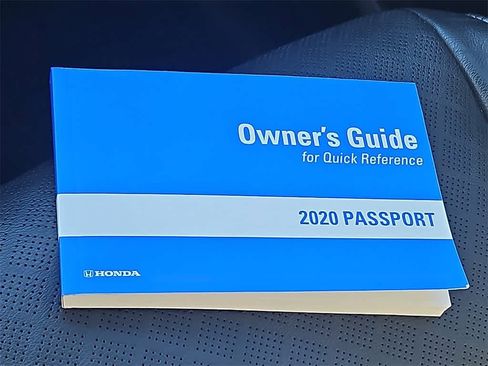 Owner's Guide
for Quick Reference
2020 PASSPORT
HONDA